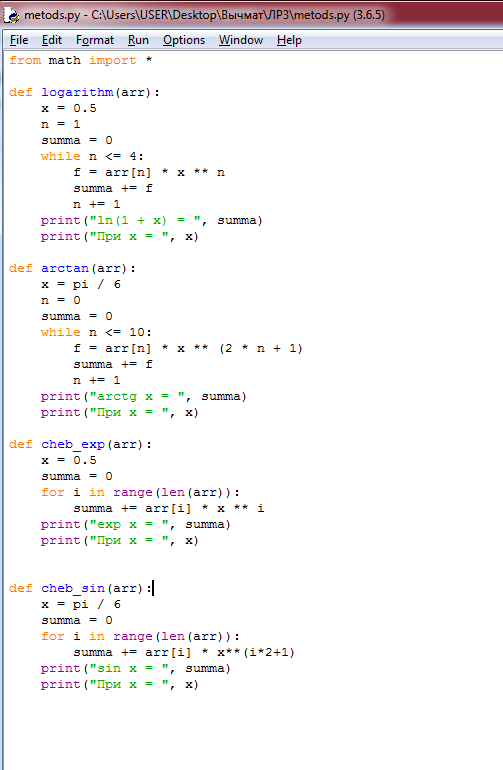 metods.py - C:\Users\USER\Desktop\Вычмат\ЛР3\metods.py (3.6.5)
File Edit Format Run Options Window Help
from math import *

def logarithm(arr):
    x = 0.5
    n = 1
    summa = 0
    while n <= 4:
        f = arr[n] * x ** n
        summa += f
        n += 1
    print("ln(1 + x) = ", summa)
    print("При x = ", x)

def arctan(arr):
    x = pi / 6
    n = 0
    summa = 0
    while n <= 10:
        f = arr[n] * x ** (2 * n + 1)
        summa += f
        n += 1
    print("arctg x = ", summa)
    print("При x = ", x)

def cheb_exp(arr):
    x = 0.5
    summa = 0
    for i in range(len(arr)):
        summa += arr[i] * x ** i
    print("exp x = ", summa)
    print("При x = ", x)


def cheb_sin(arr):
    x = pi / 6
    summa = 0
    for i in range(len(arr)):
        summa += arr[i] * x**(i*2+1)
    print("sin x = ", summa)
    print("При x = ", x)